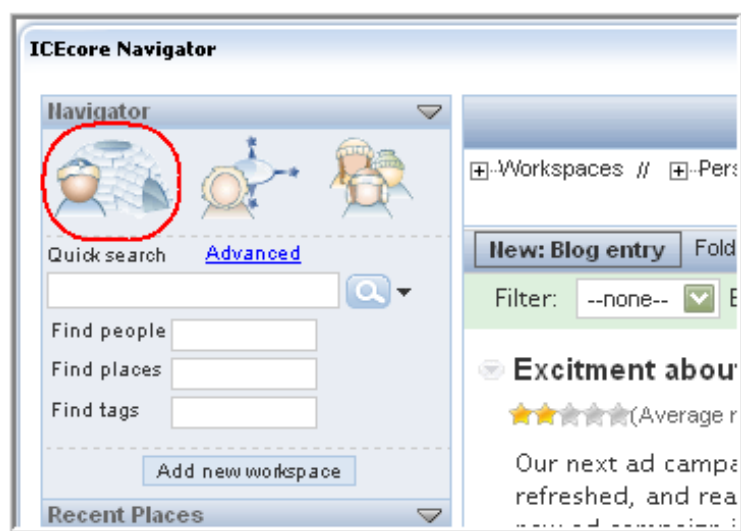 ICEcore Navigator
Navigator
Quick search Advanced
Find people
Find places
Find tags
Add new workspace
Recent Places
Workspaces // Pers
New: Blog entry Fold
Filter: --none--
Excitment abou
(Average r
Our next ad campa
refreshed, and rea